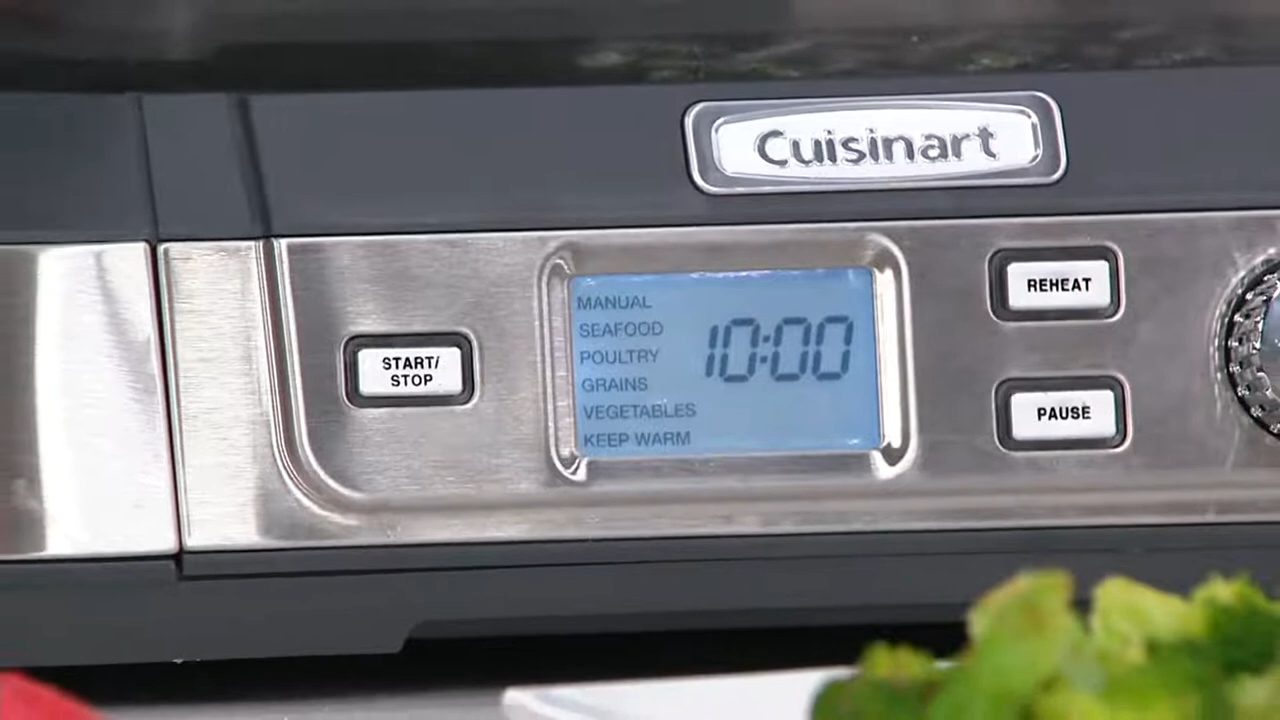 Cuisinart
START/
STOP
MANUAL
SEAFOOD
POULTRY
GRAINS
VEGETABLES
KEEP WARM
10:00
REHEAT
PAUSE